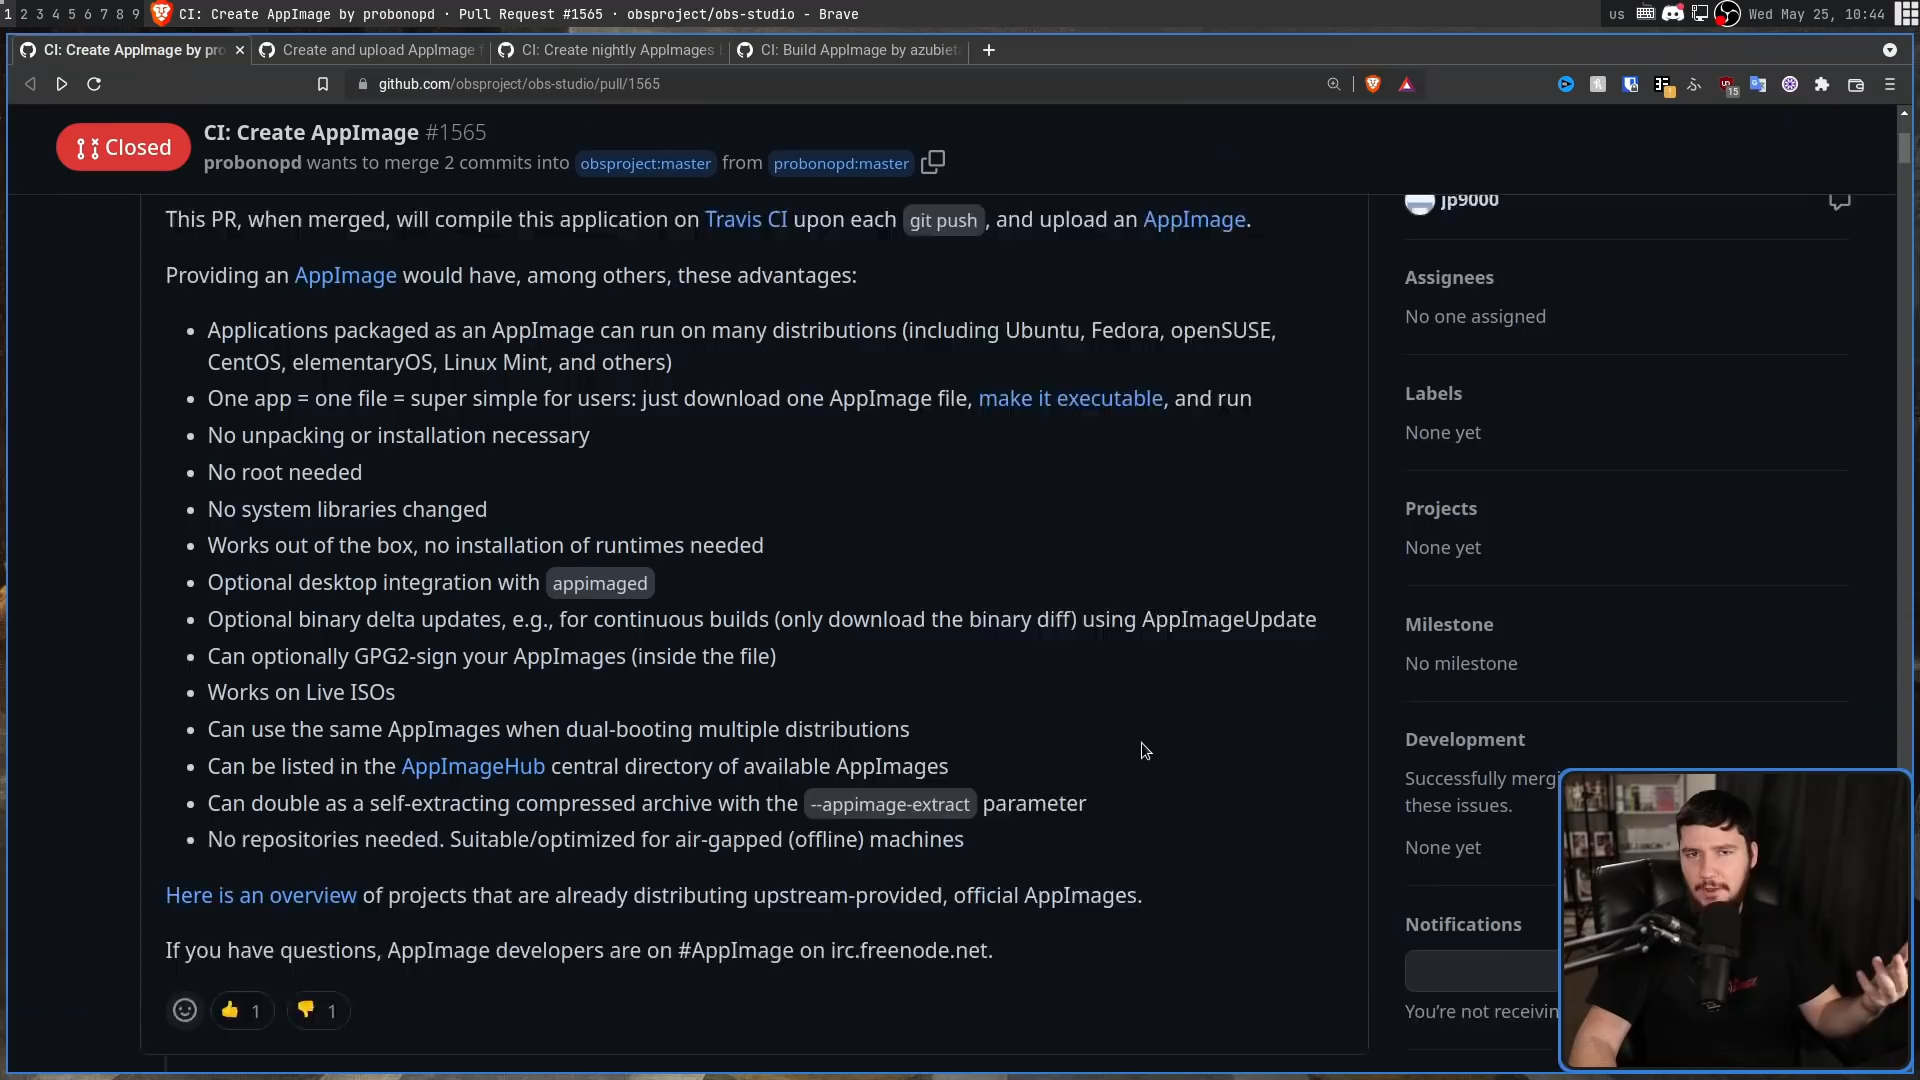 1 2 3 4 5 6 7 8 9 CI: Create AppImage by probonopd · Pull Request #1565 · obsproject/obs-studio - Brave us Wed May 25, 10:44
CI: Create AppImage by pro Create and upload AppImage f CI: Create nightly AppImages CI: Build AppImage by azubieta
github.com/obsproject/obs-studio/pull/1565 15
Closed
CI: Create AppImage #1565
probonopd wants to merge 2 commits into obsproject:master from probonopd:master
This PR, when merged, will compile this application on Travis CI upon each git push, and upload an AppImage.
Providing an AppImage would have, among others, these advantages:
• Applications packaged as an AppImage can run on many distributions (including Ubuntu, Fedora, openSUSE,
CentOS, elementaryOS, Linux Mint, and others)
• One app = one file = super simple for users: just download one AppImage file, make it executable, and run
• No unpacking or installation necessary
• No root needed
• No system libraries changed
• Works out of the box, no installation of runtimes needed
• Optional desktop integration with appimaged
• Optional binary delta updates, e.g., for continuous builds (only download the binary diff) using AppImageUpdate
• Can optionally GPG2-sign your AppImages (inside the file)
• Works on Live ISOs
• Can use the same AppImages when dual-booting multiple distributions
• Can be listed in the AppImageHub central directory of available AppImages
• Can double as a self-extracting compressed archive with the --appimage-extract parameter
• No repositories needed. Suitable/optimized for air-gapped (offline) machines
Here is an overview of projects that are already distributing upstream-provided, official AppImages.
If you have questions, AppImage developers are on #AppImage on irc.freenode.net.
👍 1 👎 1
jp9000
Assignees
No one assigned
Labels
None yet
Projects
None yet
Milestone
No milestone
Development
Successfully mergi
these issues.
None yet
Notifications
You're not receivin